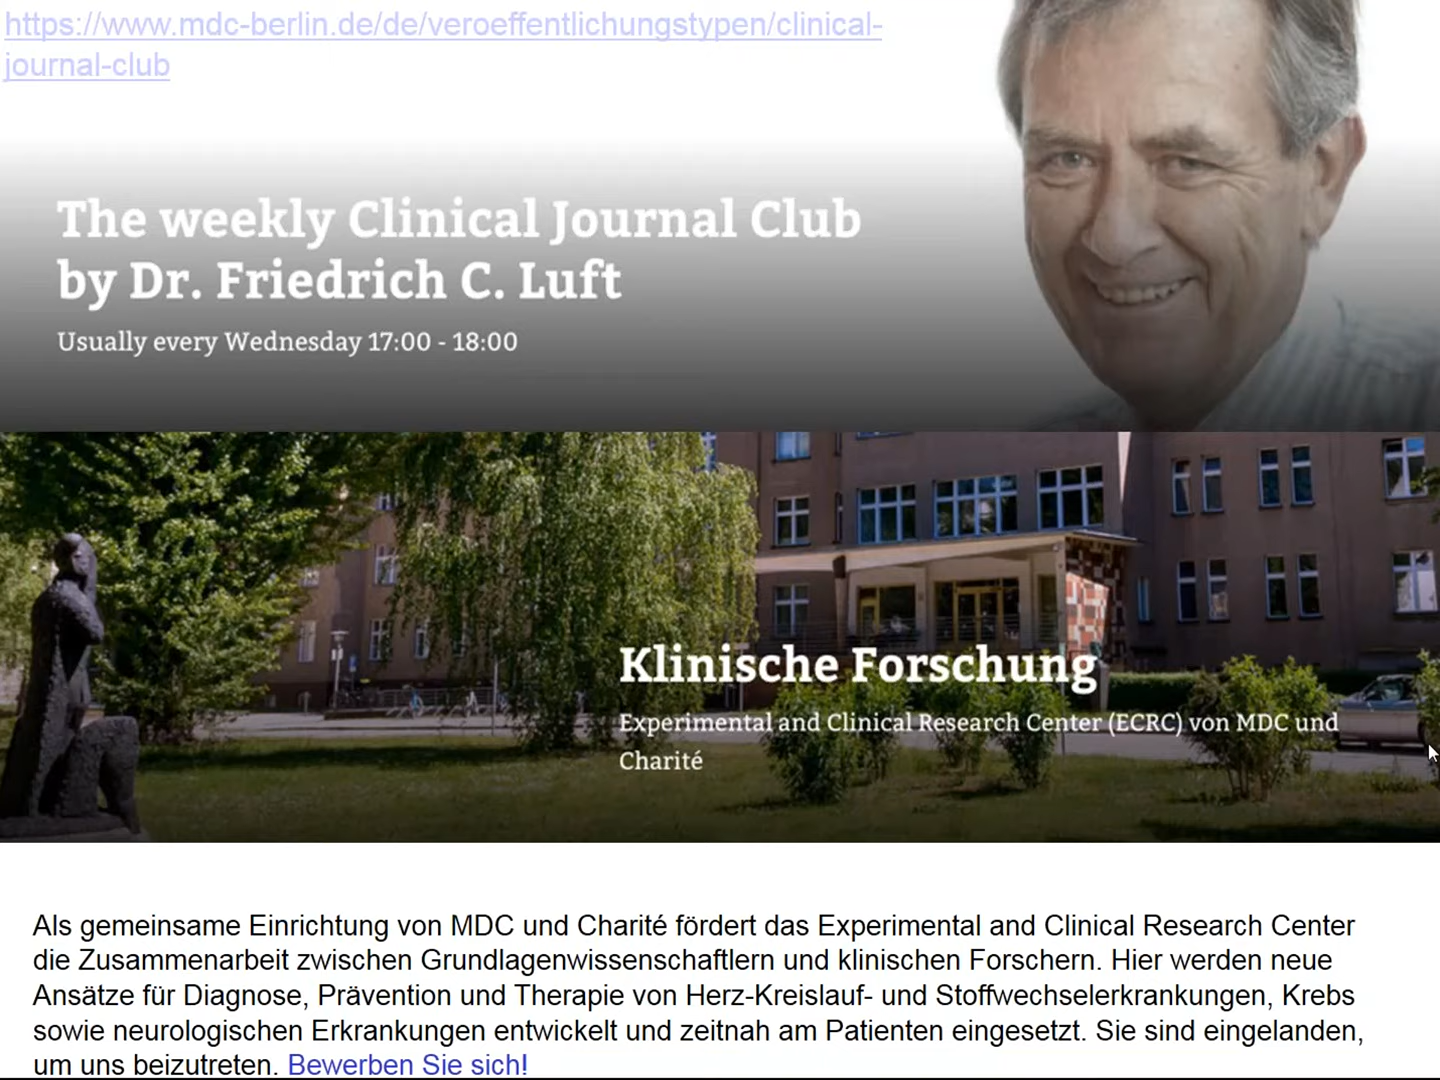 https://www.mdc-berlin.de/de/veroeffentlichungstypen/clinical-
journal-club
The weekly Clinical Journal Club
by Dr. Friedrich C. Luft
Usually every Wednesday 17:00 - 18:00
Klinische Forschung
Experimental and Clinical Research Center (ECRC) von MDC und
Charité
Als gemeinsame Einrichtung von MDC und Charité fördert das Experimental and Clinical Research Center
die Zusammenarbeit zwischen Grundlagenwissenschaftlern und klinischen Forschern. Hier werden neue
Ansätze für Diagnose, Prävention und Therapie von Herz-Kreislauf- und Stoffwechselerkrankungen, Krebs
sowie neurologischen Erkrankungen entwickelt und zeitnah am Patienten eingesetzt. Sie sind eingelanden,
um uns beizutreten. Bewerben Sie sich!